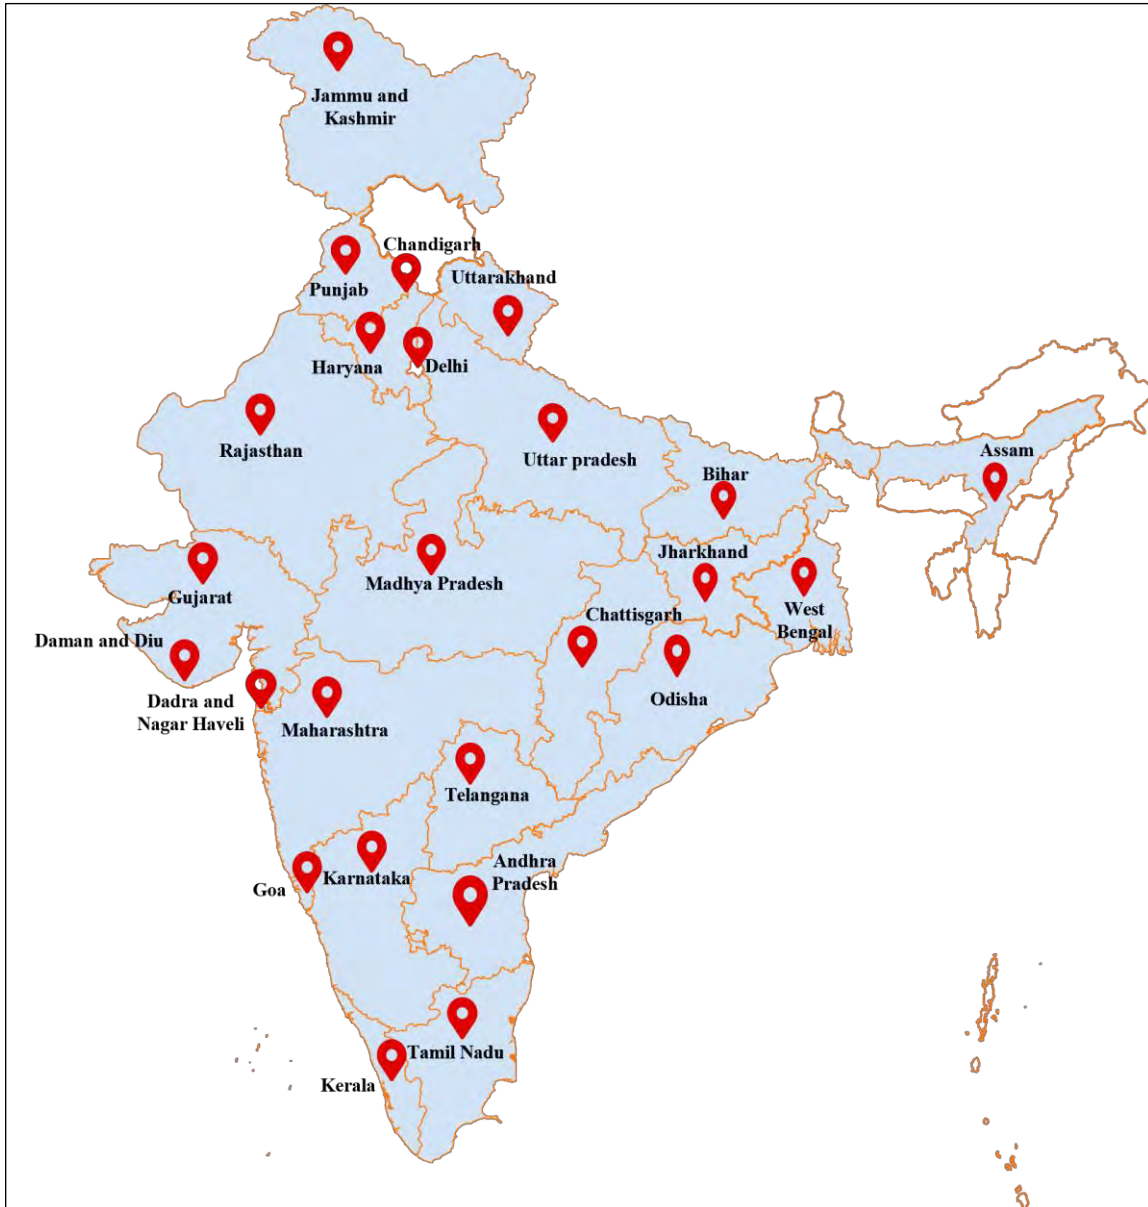 Jammu and
Kashmir
Chandigarh
Uttarakhand
Punjab
Haryana
Delhi
Rajasthan
Uttar pradesh
Bihar
Assam
Jharkhand
Madhya Pradesh
Gujarat
Chattisgarh
West
Bengal
Daman and Diu
Odisha
Dadra and
Nagar Haveli
Maharashtra
Telangana
Andhra
Pradesh
Karnataka
Goa
Tamil Nadu
Kerala